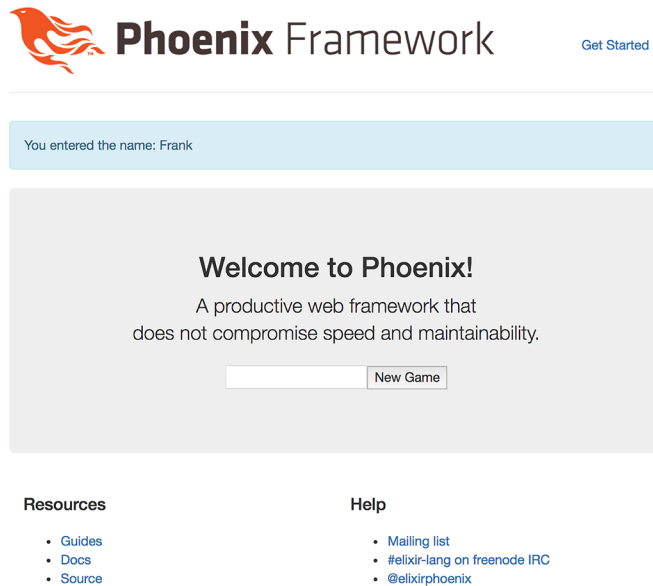 Phoenix Framework
TM
Get Started
You entered the name: Frank
Welcome to Phoenix!
A productive web framework that
does not compromise speed and maintainability.
New Game
Resources
Guides
Docs
Source
Help
Mailing list
#elixir-lang on freenode IRC
@elixirphoenix